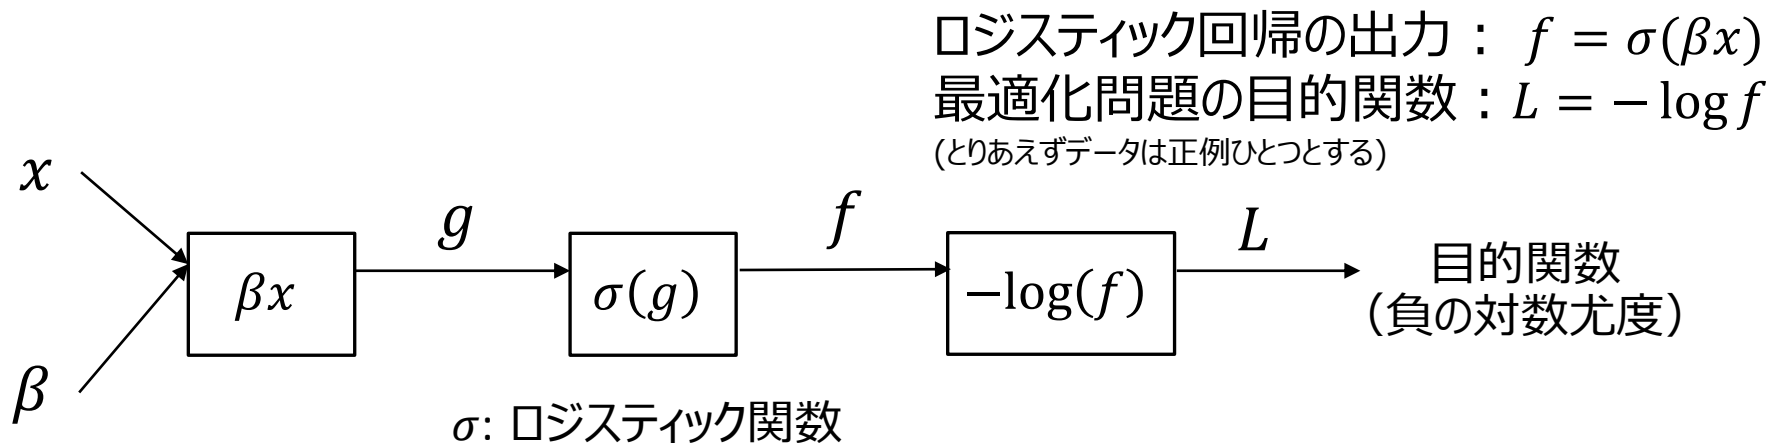 ロジスティック回帰の出力： f = σ(βx)
最適化問題の目的関数：L = − log f
(とりあえずデータは正例ひとつとする)
x
β
βx
g
σ(g)
f
−log(f)
L
目的関数
（負の対数尤度）
σ: ロジスティック関数